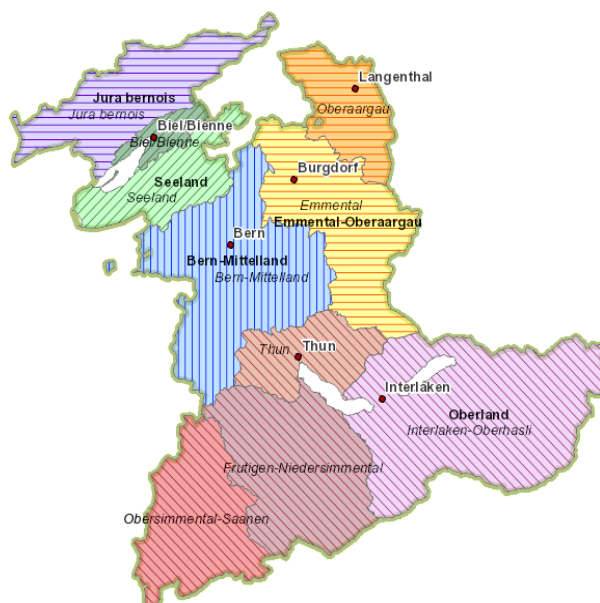 Langenthal
Jura bernois
Oberaargau
Jura bernois
Biel/Bienne
Biel/Bienne
Burgdorf
Seeland
Seeland
Emmental
Emmental-Oberaargau
Bern
Bern-Mittelland
Bern-Mittelland
Thun
Thun
Interlaken
Oberland
Interlaken-Oberhasli
Frutigen-Niedersimmental
Obersimmental-Saanen